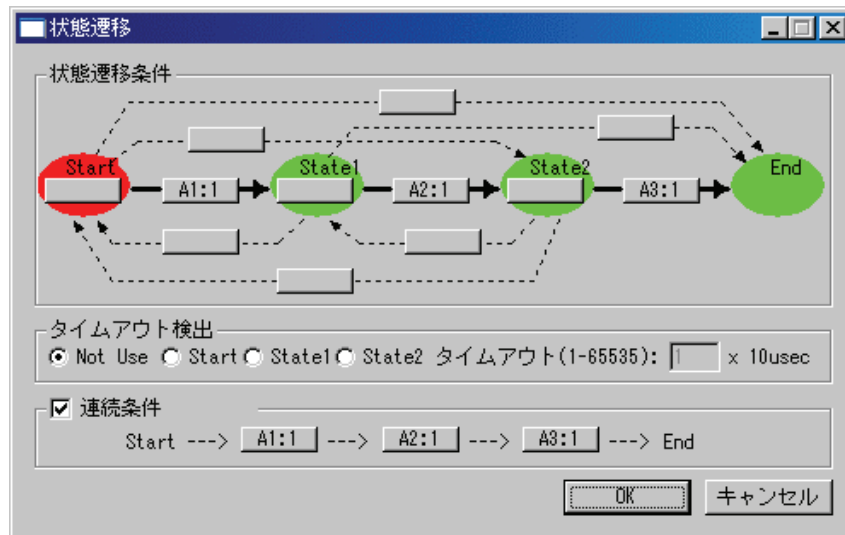 状態遷移
状態遷移条件
Start State1 State2 End
A1:1 A2:1 A3:1
タイムアウト検出
Not Use Start State1 State2 タイムアウト(1-65535): 1 x 10usec
連続条件
Start ---> A1:1 ---> A2:1 ---> A3:1 ---> End
OK キャンセル